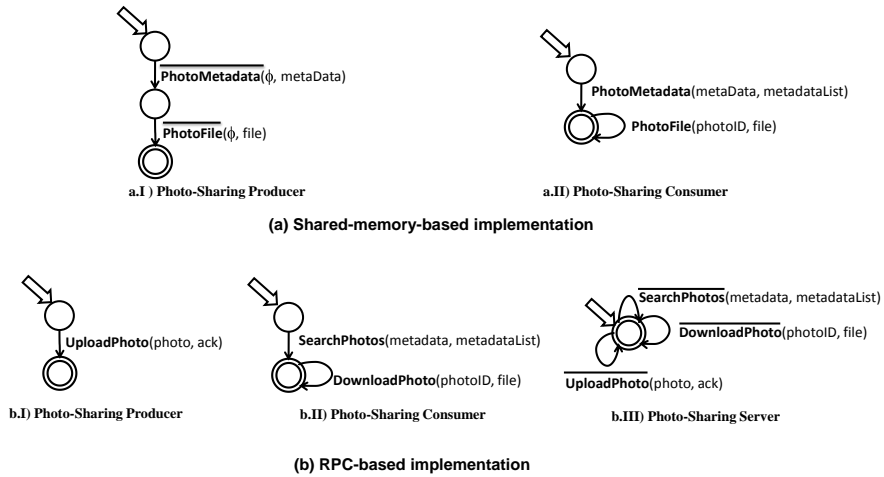 PhotoMetadata(ϕ, metaData)
PhotoFile(ϕ, file)
a.I ) Photo-Sharing Producer
PhotoMetadata(metaData, metadataList)
PhotoFile(photoID, file)
a.II) Photo-Sharing Consumer
(a) Shared-memory-based implementation
UploadPhoto(photo, ack)
b.I) Photo-Sharing Producer
SearchPhotos(metadata, metadataList)
DownloadPhoto(photoID, file)
b.II) Photo-Sharing Consumer
SearchPhotos(metadata, metadataList)
DownloadPhoto(photoID, file)
UploadPhoto(photo, ack)
b.III) Photo-Sharing Server
(b) RPC-based implementation